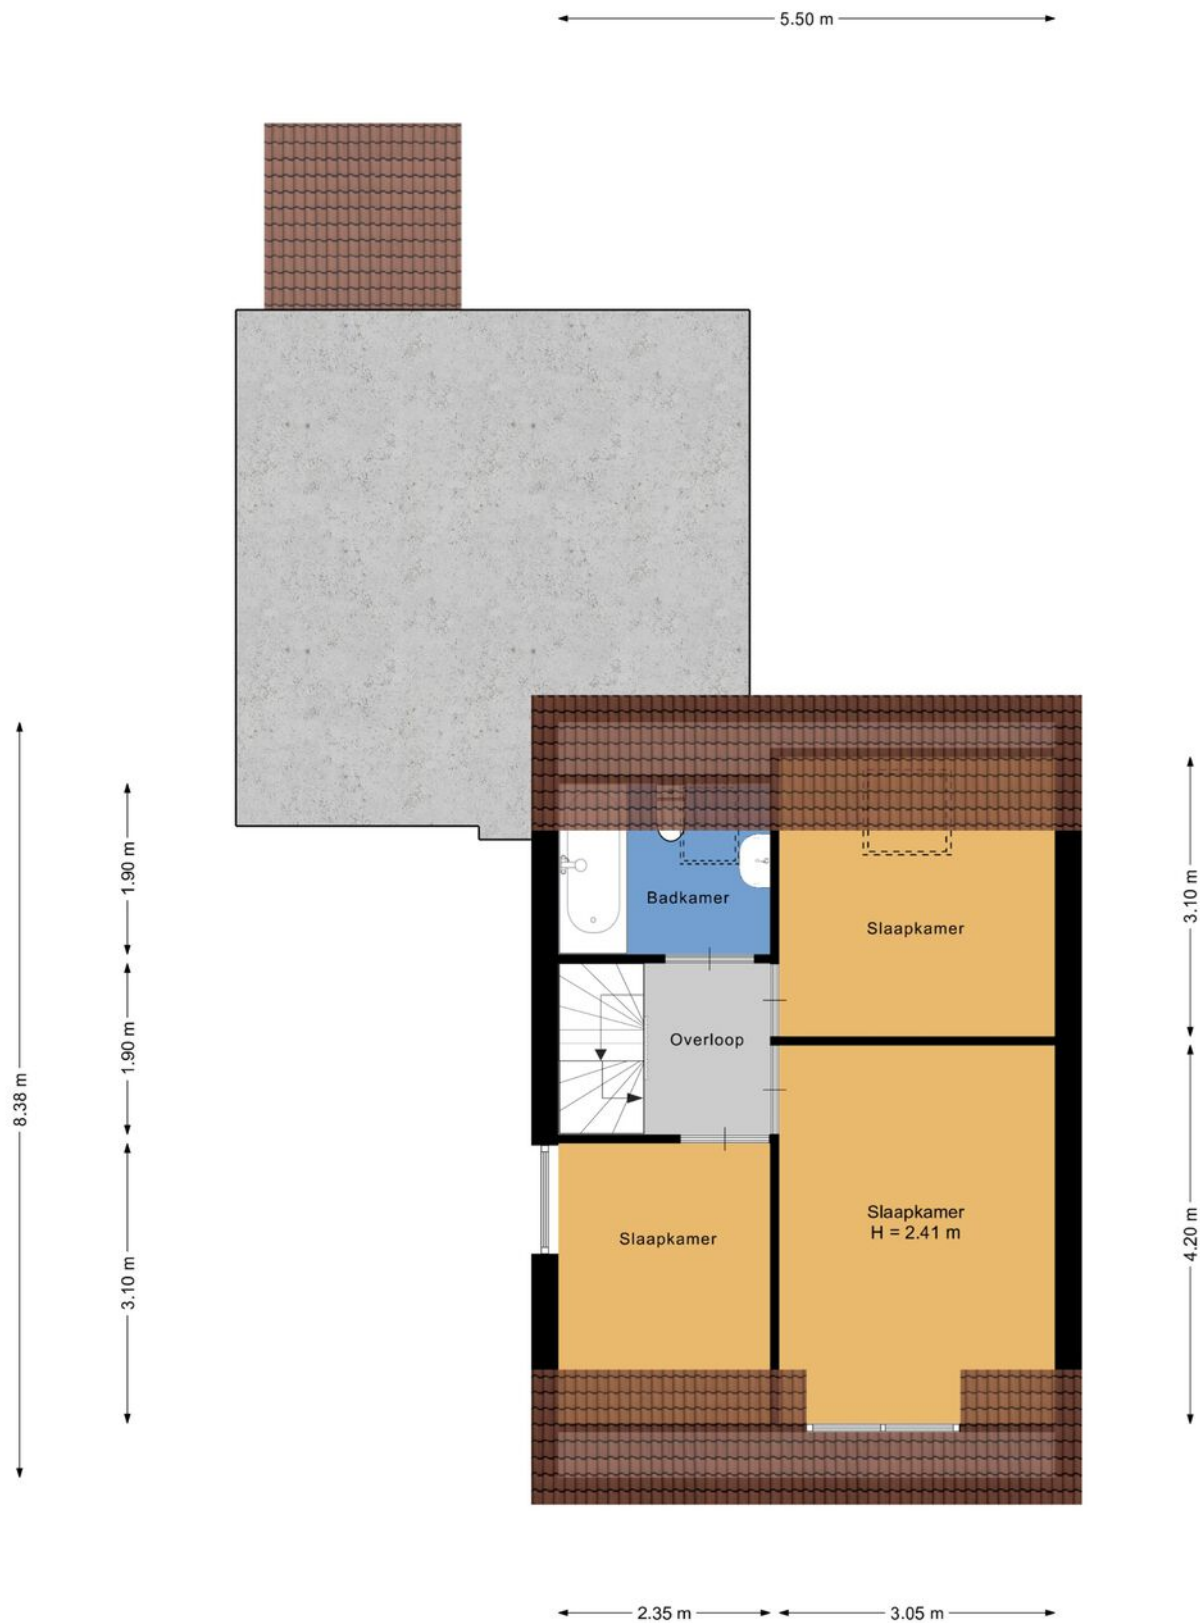 5.50 m
8.38 m
1.90 m
1.90 m
3.10 m
3.10 m
4.20 m
Badkamer
Slaapkamer
Overloop
Slaapkamer
Slaapkamer
H = 2.41 m
2.35 m
3.05 m